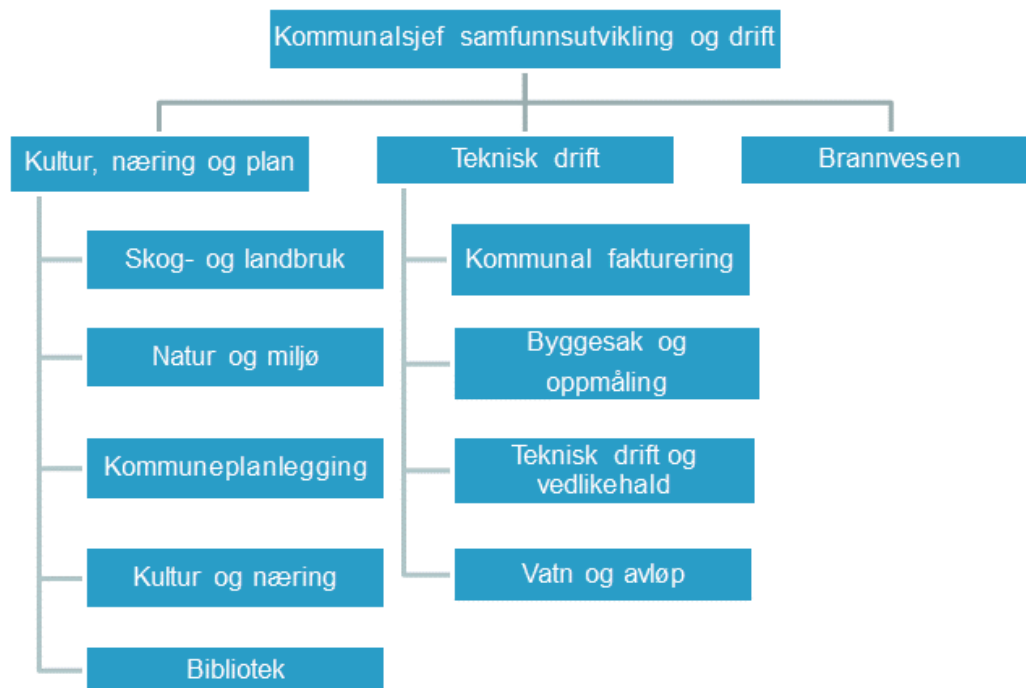 Kommunalsjef samfunnsutvikling og drift
Kultur, næring og plan
Teknisk drift
Brannvesen
Skog- og landbruk
Natur og miljø
Kommuneplanlegging
Kultur og næring
Bibliotek
Kommunal fakturering
Byggesak og
oppmåling
Teknisk drift og
vedlikehald
Vatn og avløp